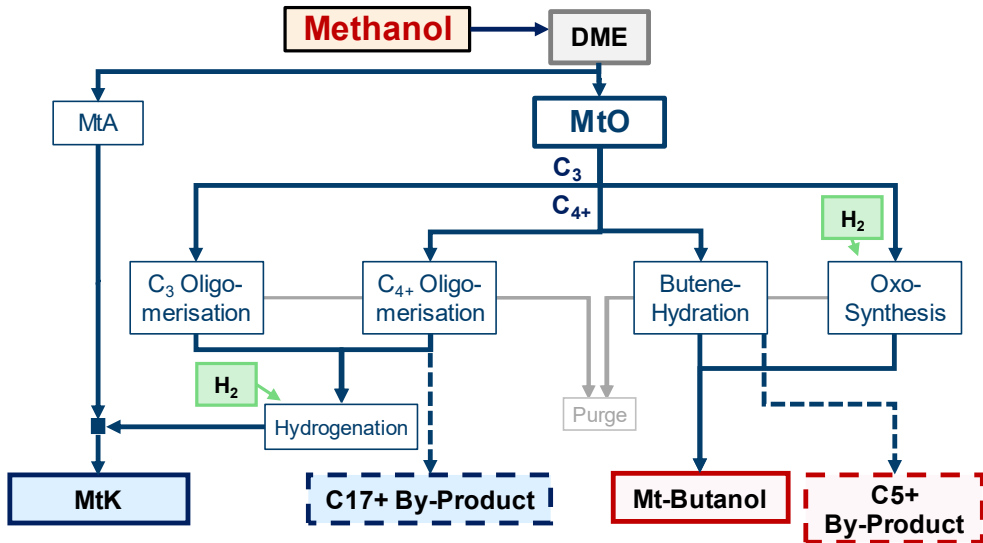 Methanol
DME
MtA
MtO
C₃
C₄₊
H₂
C₃ Oligo-
merisation
C₄₊ Oligo-
merisation
Butene-
Hydration
Oxo-
Synthesis
H₂
Hydrogenation
Purge
MtK
C17+ By-Product
Mt-Butanol
C5+
By-Product